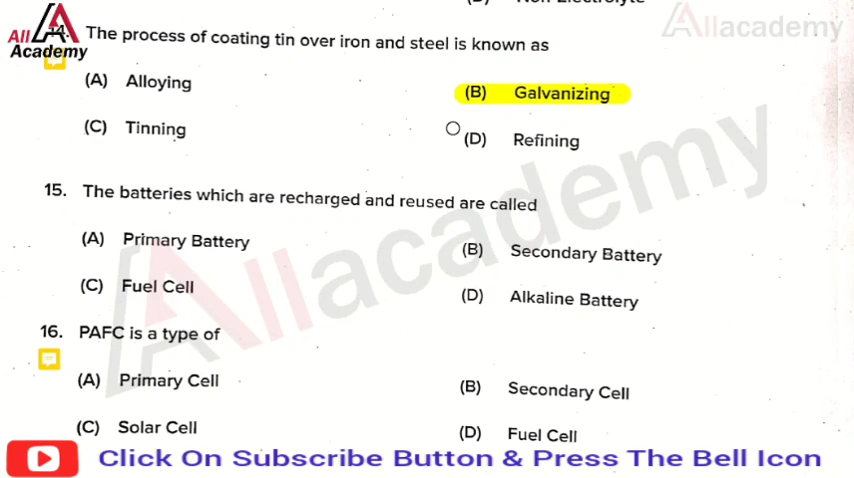 (D) Non-Electrolyte
All A
Academy
Allacademy
14. The process of coating tin over iron and steel is known as
(A) Alloying
(B) Galvanizing
(C) Tinning
(D) Refining
15. The batteries which are recharged and reused are called
(A) Primary Battery
(B) Secondary Battery
(C) Fuel Cell
(D) Alkaline Battery
16. PAFC is a type of
(A) Primary Cell
(B) Secondary Cell
(C) Solar Cell
(D) Fuel Cell
Allacademy
Click On Subscribe Button & Press The Bell Icon